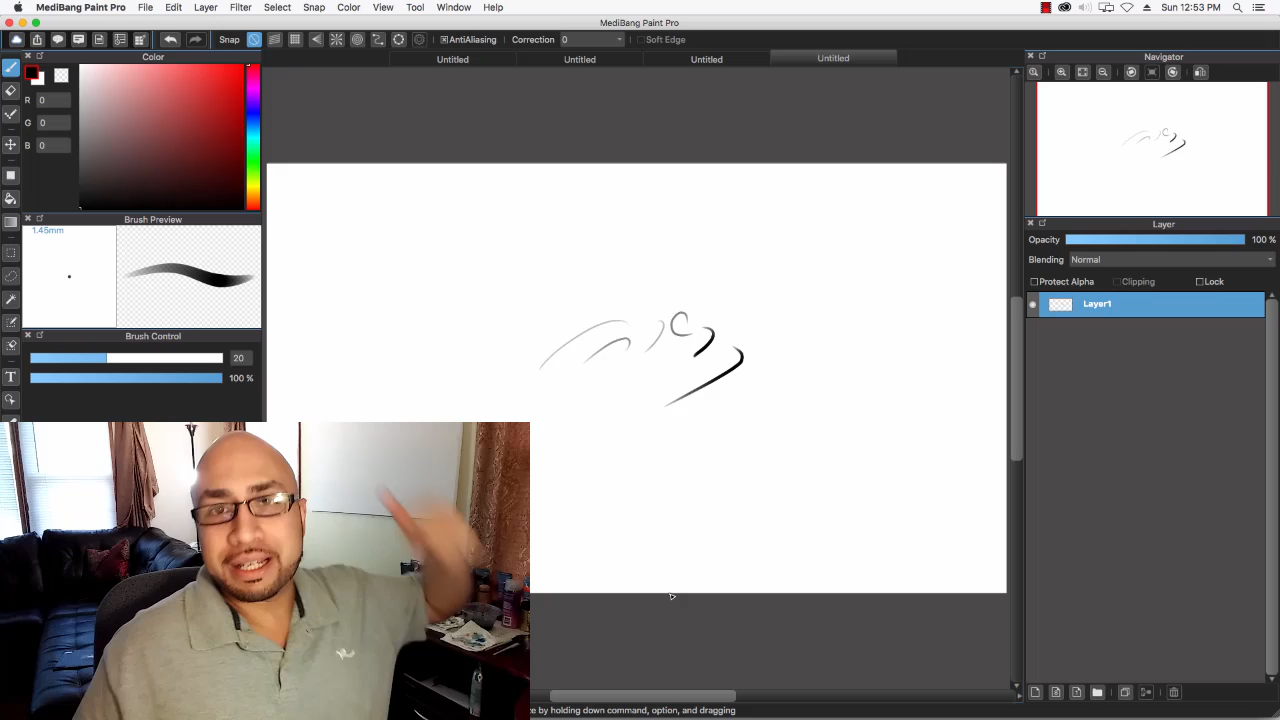 MediBang Paint Pro File Edit Layer Filter Select Snap Color View Tool Window Help Sun 12:53 PM
MediBang Paint Pro
Snap AntiAliasing Correction 0 Soft Edge
Color Untitled Untitled Untitled Untitled Navigator
R 0
G 0
B 0
Brush Preview
1.45mm
Brush Control
20
100 %
Layer
Opacity 100 %
Blending Normal
Protect Alpha Clipping Lock
Layer1
T
e by holding down command, option, and dragging